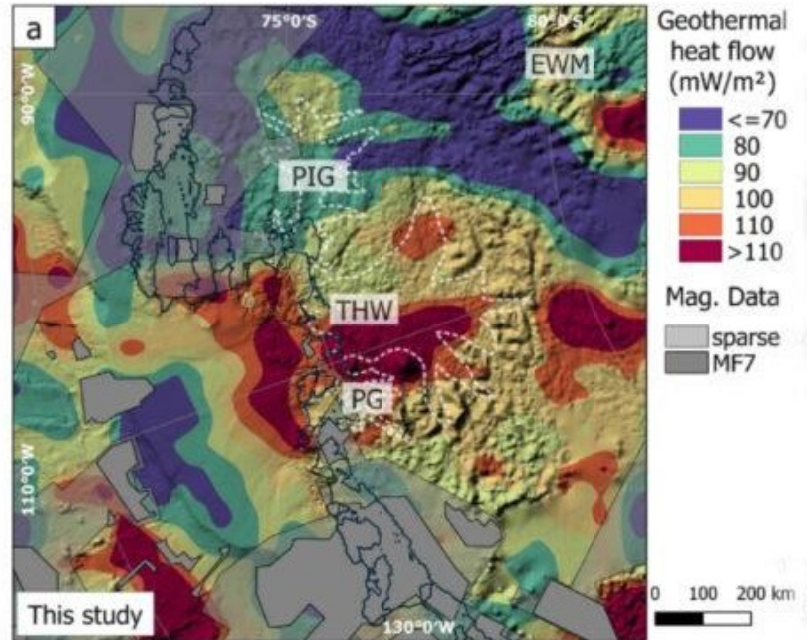 a
75°0'S
80°0'S
90°0'W
EWM
PIG
THW
PG
110°0'W
130°0'W
This study
Geothermal
heat flow
(mW/m²)
<=70
80
90
100
110
>110
Mag. Data
sparse
MF7
0 100 200 km